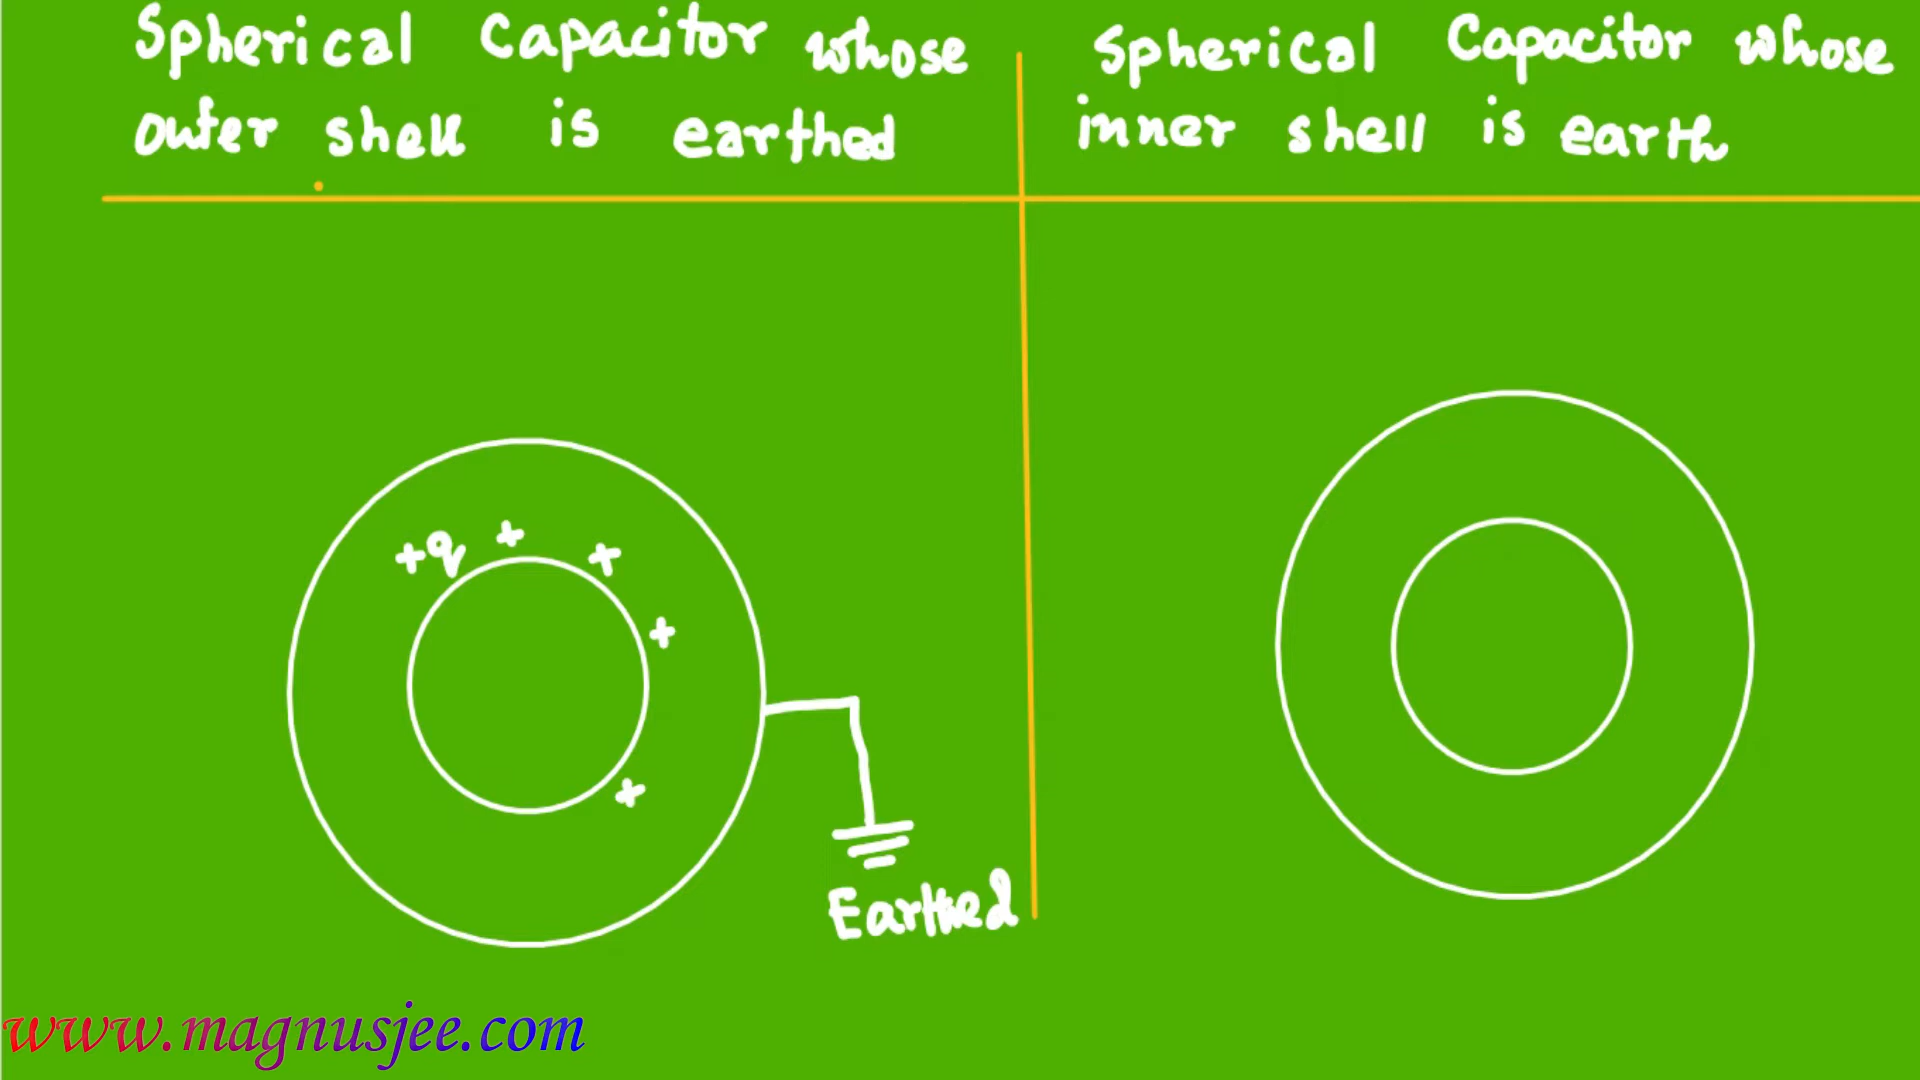 Spherical Capacitor whose
outer shell is earthed
Spherical Capacitor whose
inner shell is earth
+q + +
+
+
Earthed
www.magnusjee.com